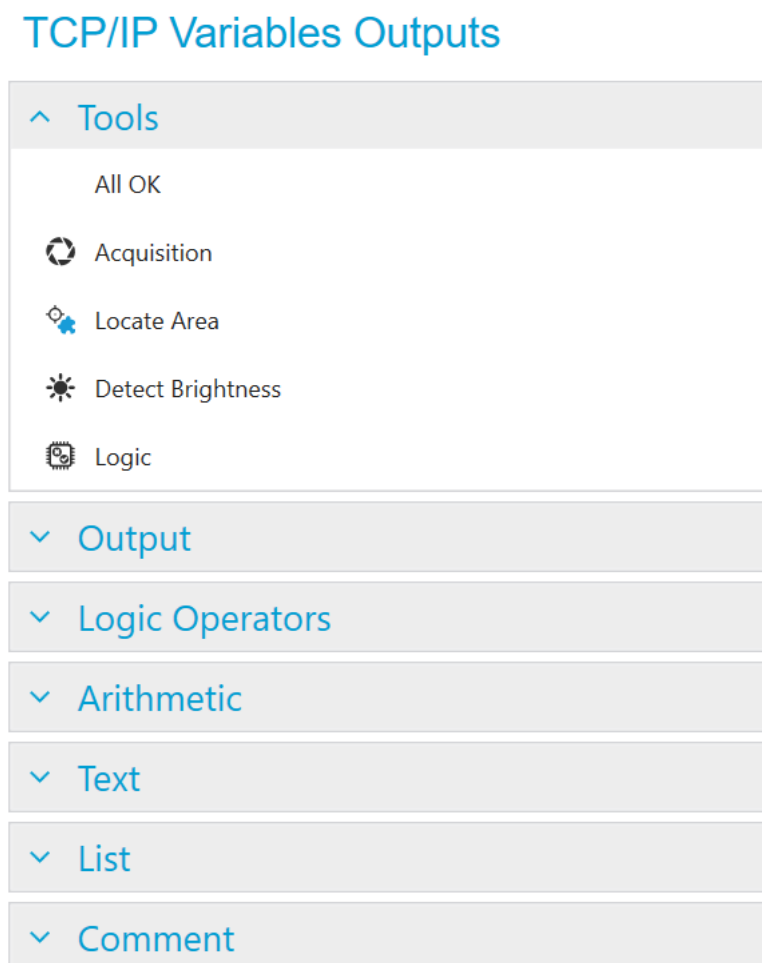 TCP/IP Variables Outputs
Tools
All OK
Acquisition
Locate Area
Detect Brightness
Logic
Output
Logic Operators
Arithmetic
Text
List
Comment